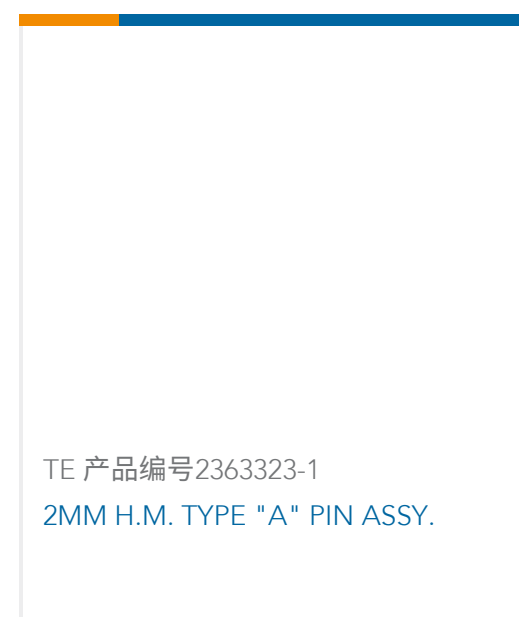 TE 产品编号2363323-1
2MM H.M. TYPE "A" PIN ASSY.